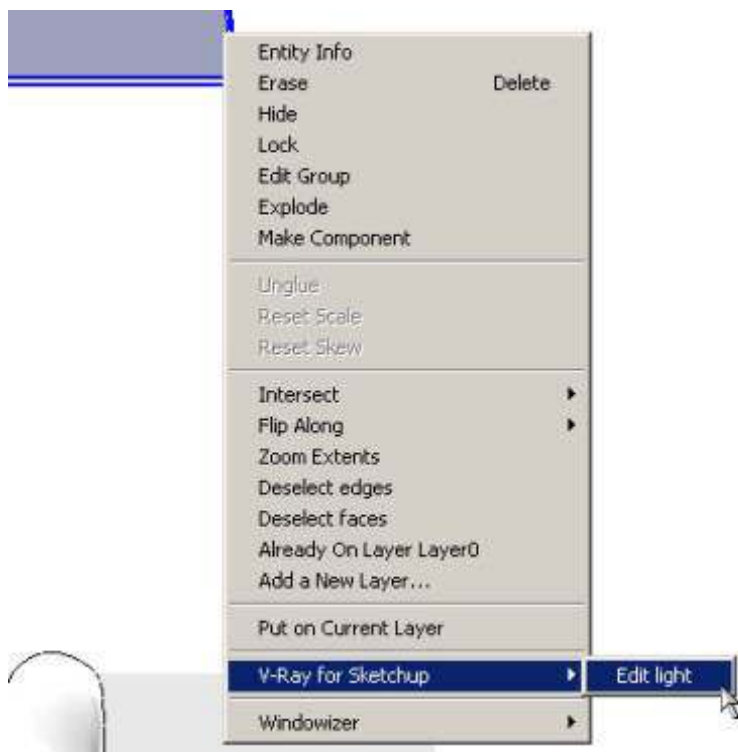 Entity Info
Erase Delete
Hide
Lock
Edit Group
Explode
Make Component
Unglue
Reset Scale
Reset Skew
Intersect
Flip Along
Zoom Extents
Deselect edges
Deselect faces
Already On Layer Layer0
Add a New Layer...
Put on Current Layer
V-Ray for Sketchup Edit light
Windowizer